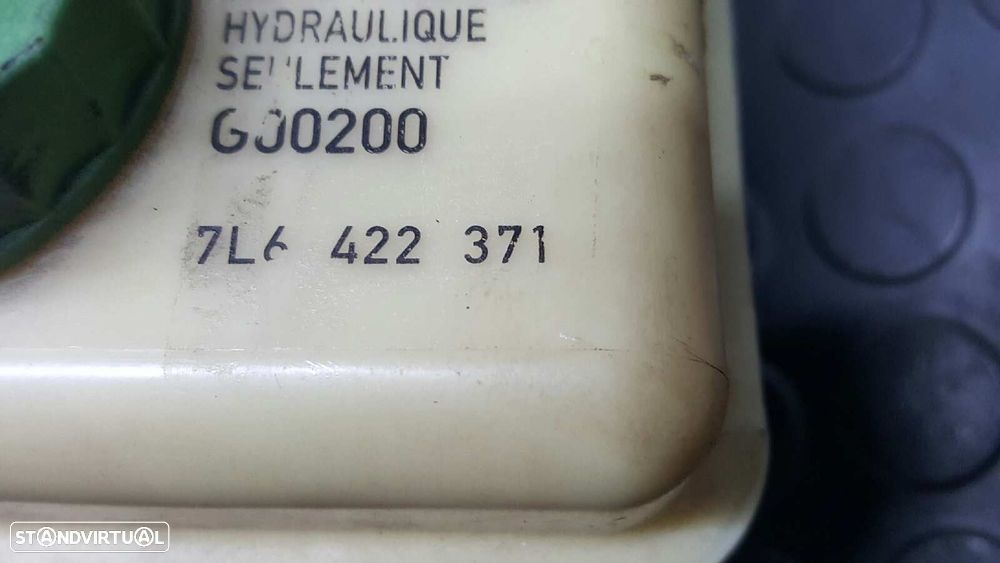 HYDRAULIQUE
SEULEMENT
G00200
7L6 422 371
STANDVIRTUAL